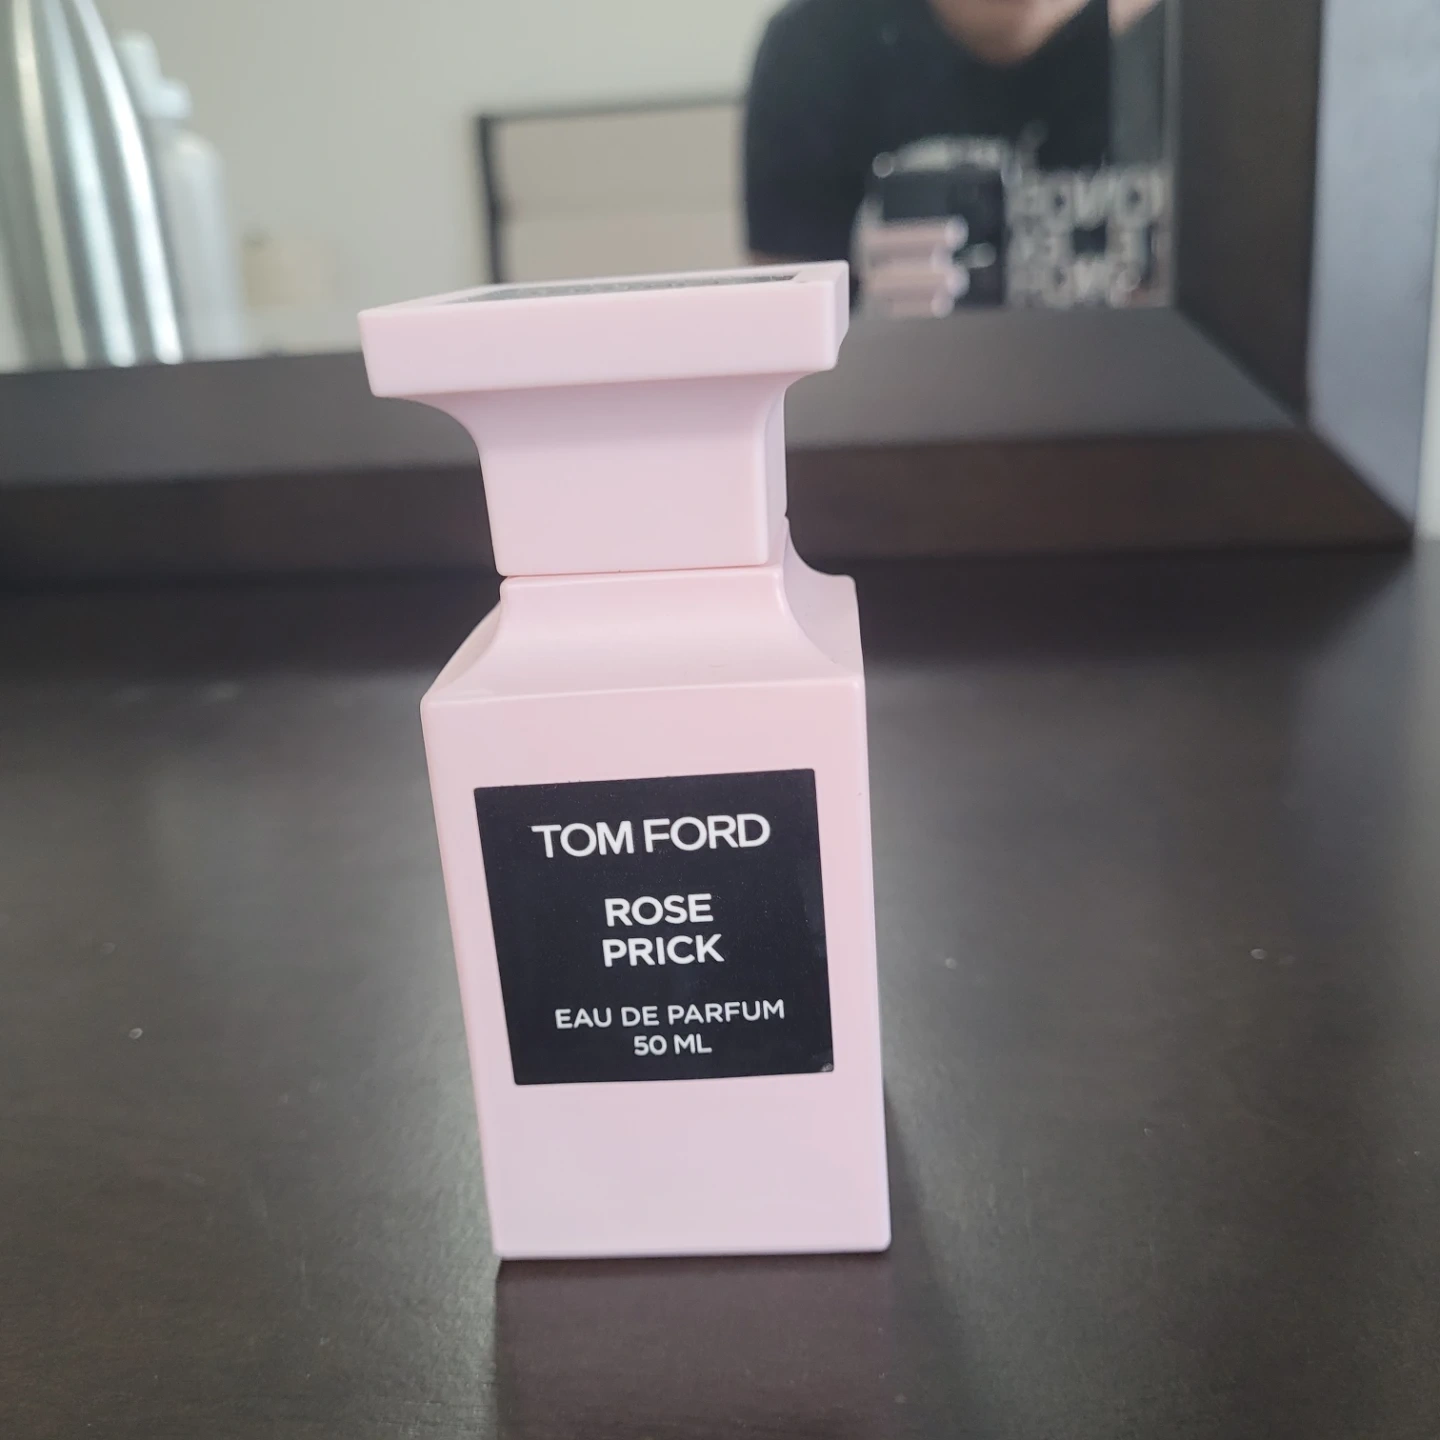 TOM FORD
ROSE
PRICK
EAU DE PARFUM
50 ML